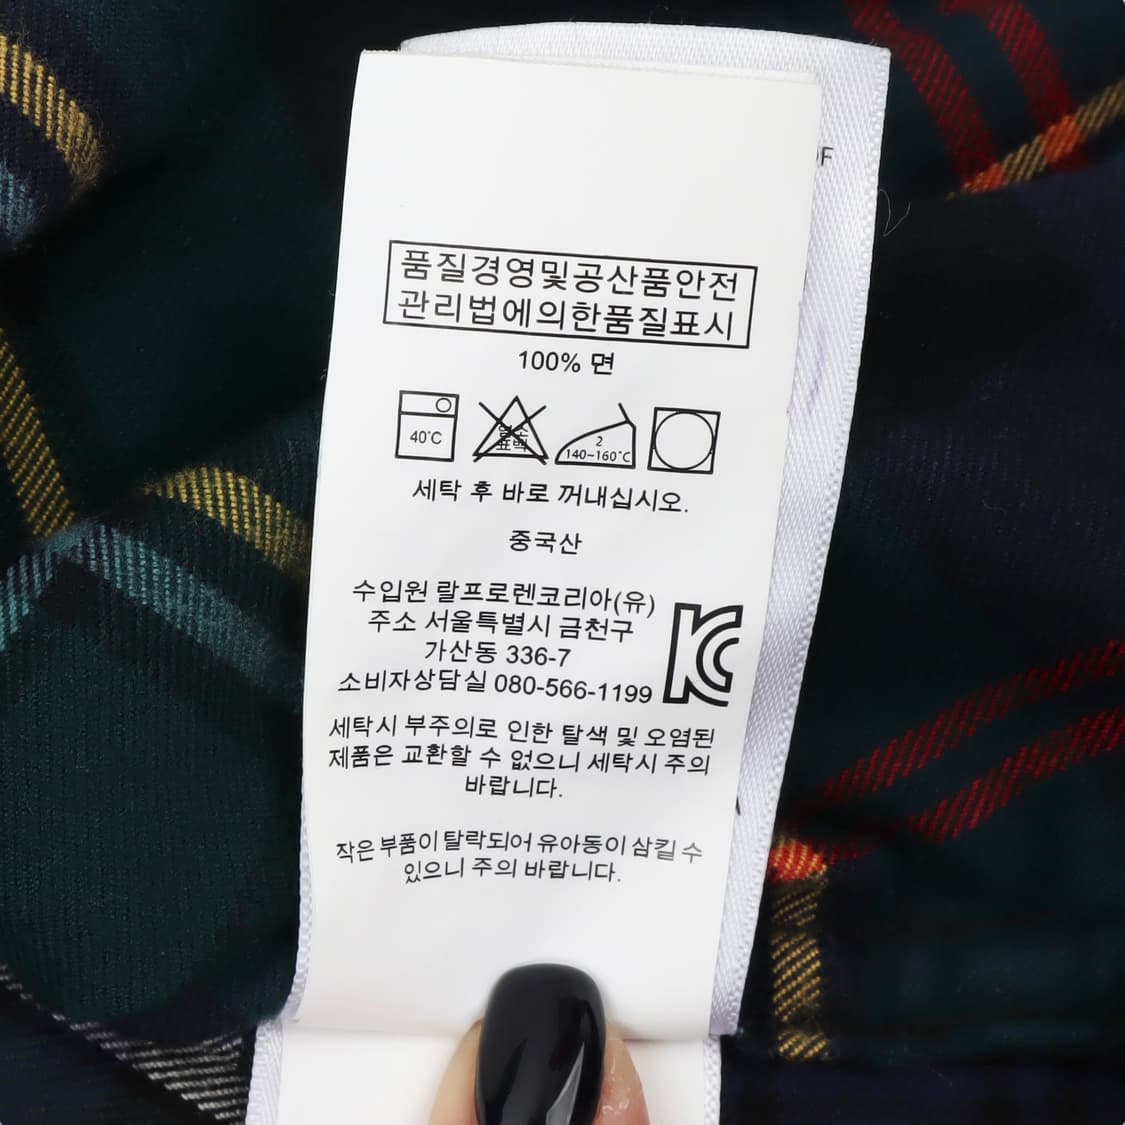 품질경영및공산품안전
관리법에의한품질표시
100% 면
40°C
염소
표백
2
140~160°C
세탁 후 바로 꺼내십시오.
중국산
수입원 랄프로렌코리아(유)
주소 서울특별시 금천구
가산동 336-7
소비자상담실 080-566-1199
세탁시 부주의로 인한 탈색 및 오염된
제품은 교환할 수 없으니 세탁시 주의
바랍니다.
작은 부품이 탈락되어 유아동이 삼킬 수
있으니 주의 바랍니다.